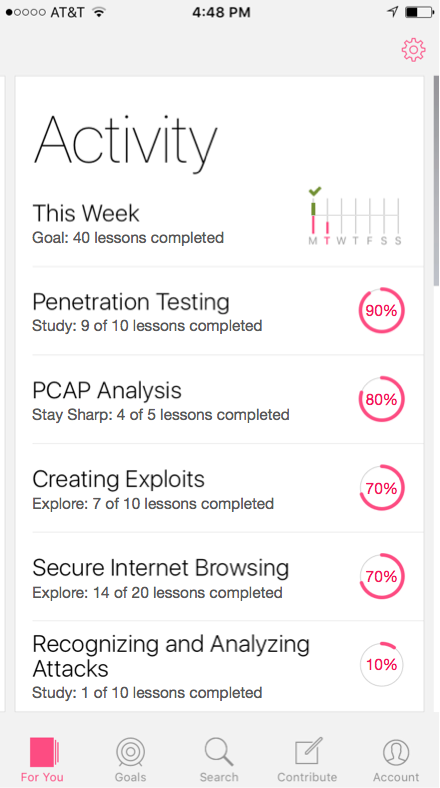 AT&T 4:48 PM
Activity
This Week
Goal: 40 lessons completed
M T W T F S S
Penetration Testing
Study: 9 of 10 lessons completed
90%
PCAP Analysis
Stay Sharp: 4 of 5 lessons completed
80%
Creating Exploits
Explore: 7 of 10 lessons completed
70%
Secure Internet Browsing
Explore: 14 of 20 lessons completed
70%
Recognizing and Analyzing
Attacks
Study: 1 of 10 lessons completed
10%
For You Goals Search Contribute Account